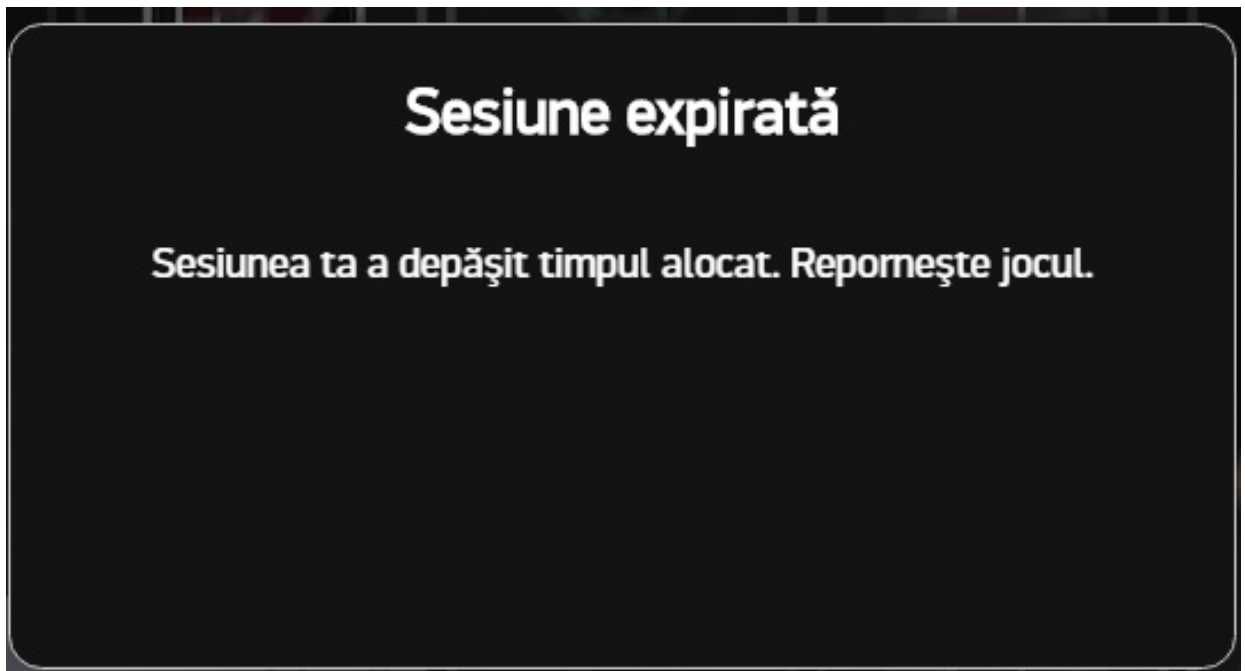 Sesiune expirată
Sesiunea ta a depăşit timpul alocat. Reporneşte jocul.